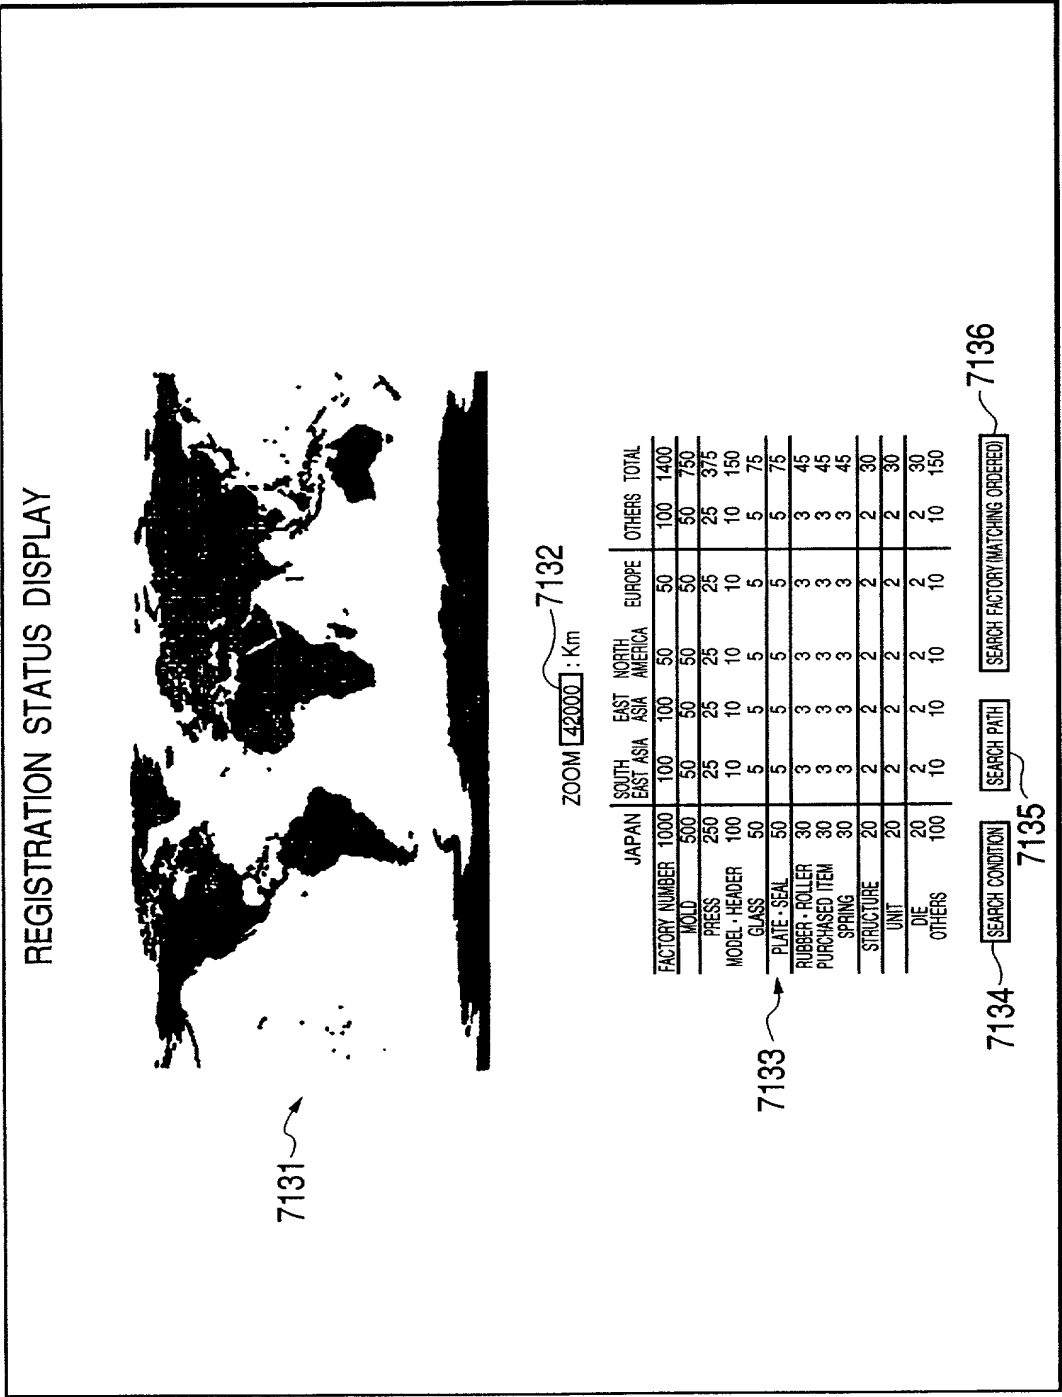 REGISTRATION STATUS DISPLAY
7131
ZOOM 42000 : Km
7132
JAPAN SOUTH EAST ASIA EAST ASIA NORTH AMERICA EUROPE OTHERS TOTAL
FACTORY NUMBER 1000 100 100 50 50 100 1400
MOLD 500 50 50 50 50 50 750
PRESS 250 25 25 25 25 25 375
MODEL・HEADER 100 10 10 10 10 10 150
GLASS 50 5 5 5 5 5 75
PLATE・SEAL 50 5 5 5 5 5 75
RUBBER・ROLLER 30 3 3 3 3 3 45
PURCHASED ITEM 30 3 3 3 3 3 45
SPRING 30 3 3 3 3 3 45
STRUCTURE 20 2 2 2 2 2 30
UNIT 20 2 2 2 2 2 30
DIE 20 2 2 2 2 2 30
OTHERS 100 10 10 10 10 10 150
7133
SEARCH CONDITION SEARCH PATH SEARCH FACTORY (MATCHING ORDERED)
7134 7135 7136